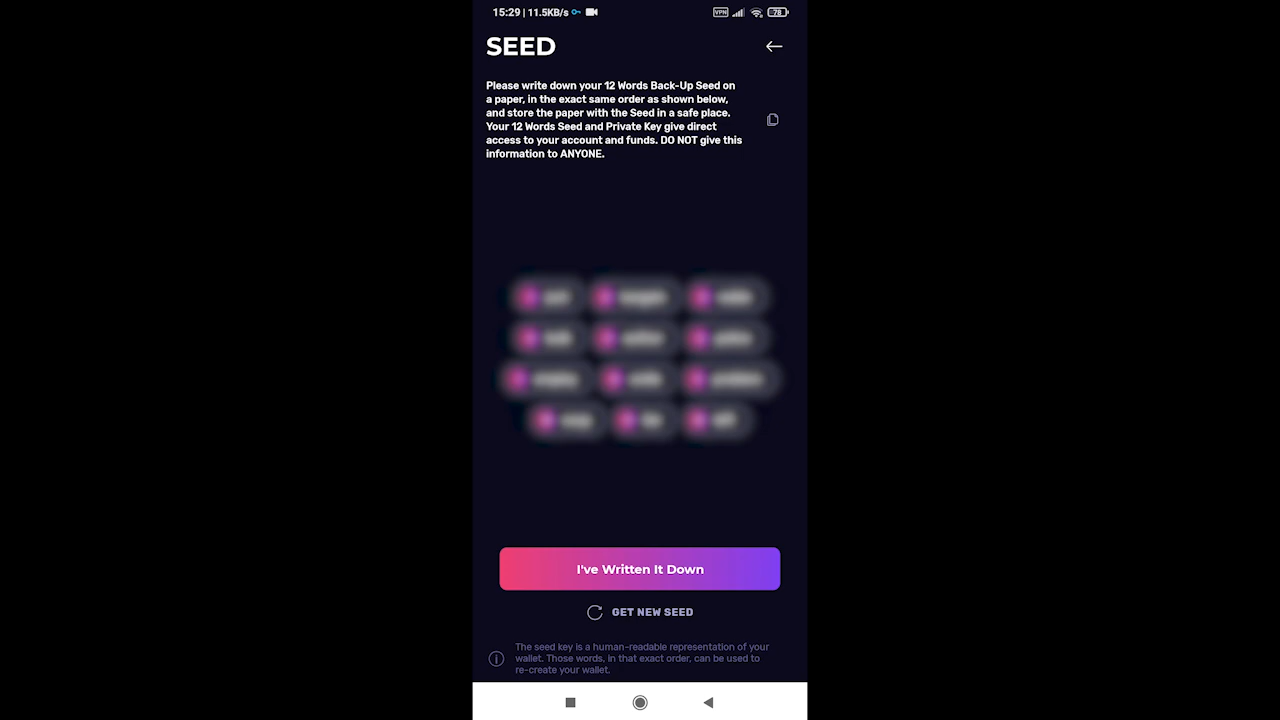 15:29 | 11.5KB/s
VPN
78
SEED
Please write down your 12 Words Back-Up Seed on
a paper, in the exact same order as shown below,
and store the paper with the Seed in a safe place.
Your 12 Words Seed and Private Key give direct
access to your account and funds. DO NOT give this
information to ANYONE.
I've Written It Down
GET NEW SEED
The seed key is a human-readable representation of your
wallet. Those words, in that exact order, can be used to
re-create your wallet.